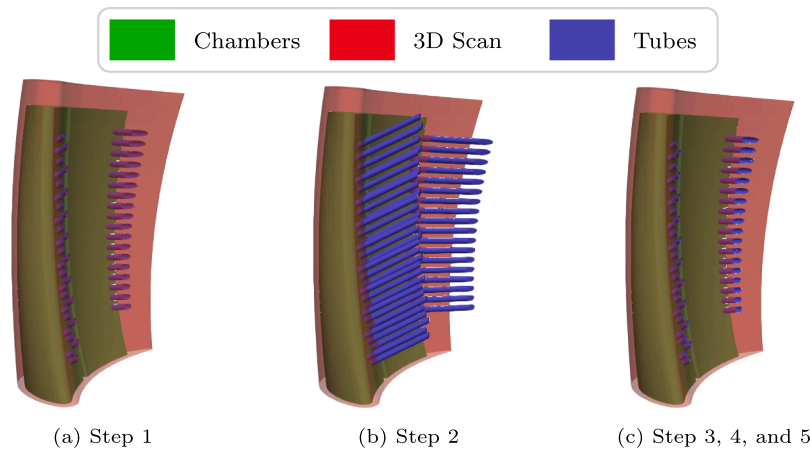 Chambers 3D Scan Tubes
(a) Step 1 (b) Step 2 (c) Step 3, 4, and 5